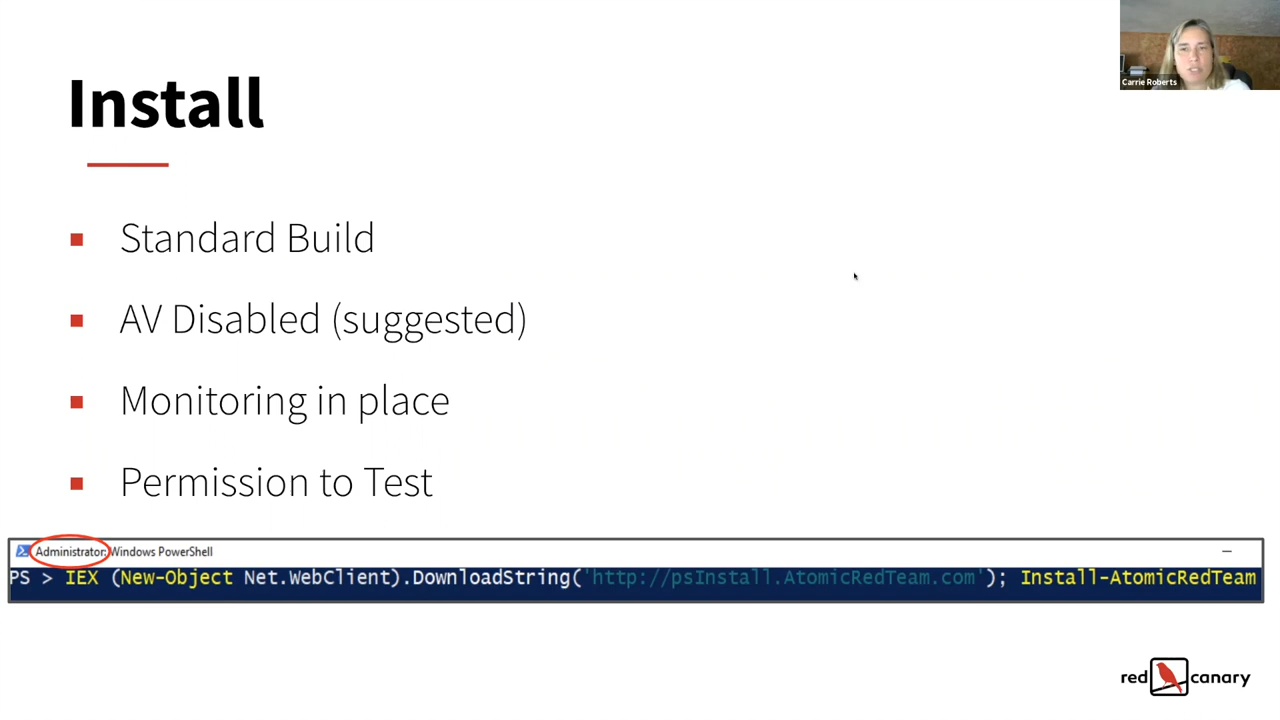 Carrie Roberts
Install
Standard Build
AV Disabled (suggested)
Monitoring in place
Permission to Test
Administrator: Windows PowerShell
PS > IEX (New-Object Net.WebClient).DownloadString('http://psInstall.AtomicRedTeam.com'); Install-AtomicRedTeam
red canary